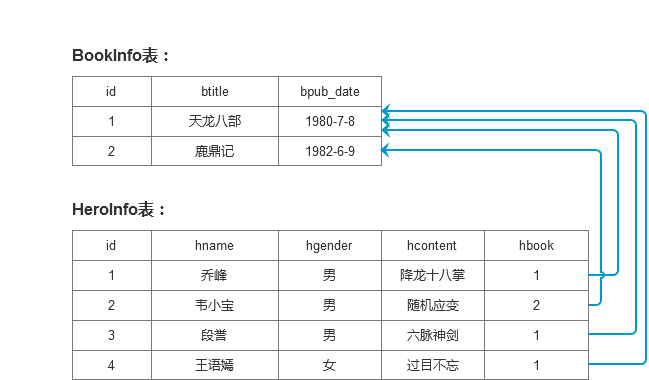 BookInfo表：
id btitle bpub_date
1 天龙八部 1980-7-8
2 鹿鼎记 1982-6-9
HeroInfo表：
id hname hgender hcontent hbook
1 乔峰 男 降龙十八掌 1
2 韦小宝 男 随机应变 2
3 段誉 男 六脉神剑 1
4 王语嫣 女 过目不忘 1